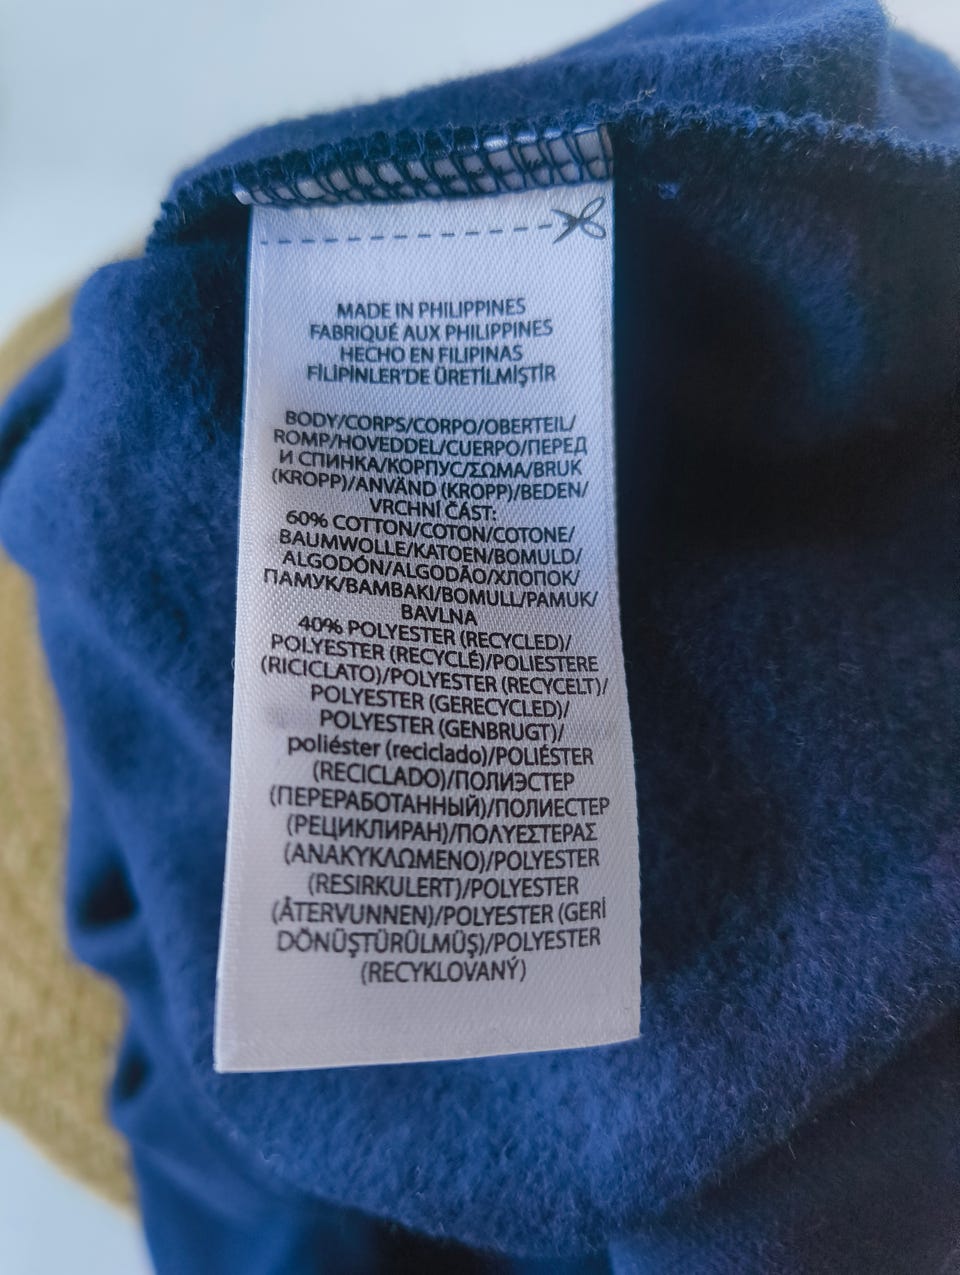 MADE IN PHILIPPINES
FABRIQUÉ AUX PHILIPPINES
HECHO EN FILIPINAS
FİLİPİNLER'DE ÜRETİLMİŞTİR
BODY/CORPS/CORPO/OBERTEIL/
ROMP/HOVEDDEL/CUERPO/ПЕРЕД
И СПИНКА/КОРПУС/ΣΩΜΑ/BRUK
(KROPP)/ANVÄND (KROPP)/BEDEN/
VRCHNÍ ČÁST:
60% COTTON/COTON/COTONE/
BAUMWOLLE/KATOEN/BOMULD/
ALGODÓN/ALGODÃO/ХЛОПОК/
ПАМУК/BAMBAKI/BOMULL/PAMUK/
BAVLNA
40% POLYESTER (RECYCLED)/
POLYESTER (RECYCLÉ)/POLIESTERE
(RICICLATO)/POLYESTER (RECYCELT)/
POLYESTER (GERECYCLED)/
POLYESTER (GENBRUGT)/
poliéster (reciclado)/POLIÉSTER
(RECICLADO)/ПОЛИЭСТЕР
(ПЕРЕРАБОТАННЫЙ)/ПОЛИЕСТЕР
(РЕЦИКЛИРАН)/ΠΟΛΥΕΣΤΕΡΑΣ
(ΑΝΑΚΥΚΛΩΜΕΝΟ)/POLYESTER
(RESIRKULERT)/POLYESTER
(ÅTERVUNNEN)/POLYESTER (GERİ
DÖNÜŞTÜRÜLMÜŞ)/POLYESTER
(RECYKLOVANÝ)